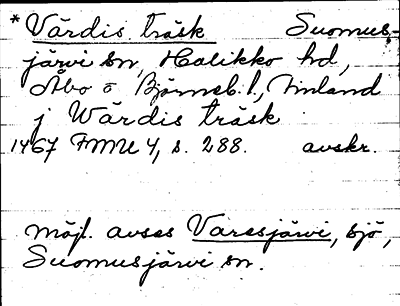 * Värdis träsk Suomus-
järvi sn, Halikko hd,
Åbo o Björneb. l., Finland
j Wärdis träsk
1467 FMU 4, s. 288. avskr.
möjl. avses Varesjärvi, sjö,
Suomusjärvi sn.